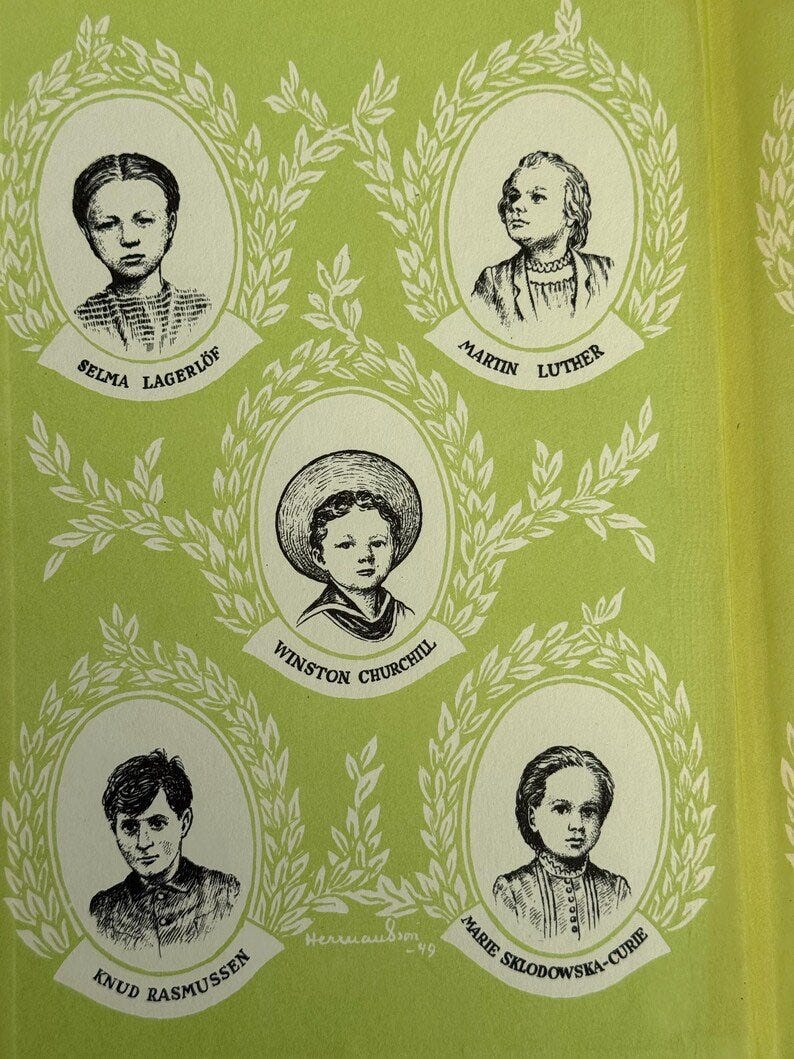 SELMA LAGERLÖF
MARTIN LUTHER
WINSTON CHURCHILL
KNUD RASMUSSEN
Hermansson
-49
MARIE SKLODOWSKA-CURIE